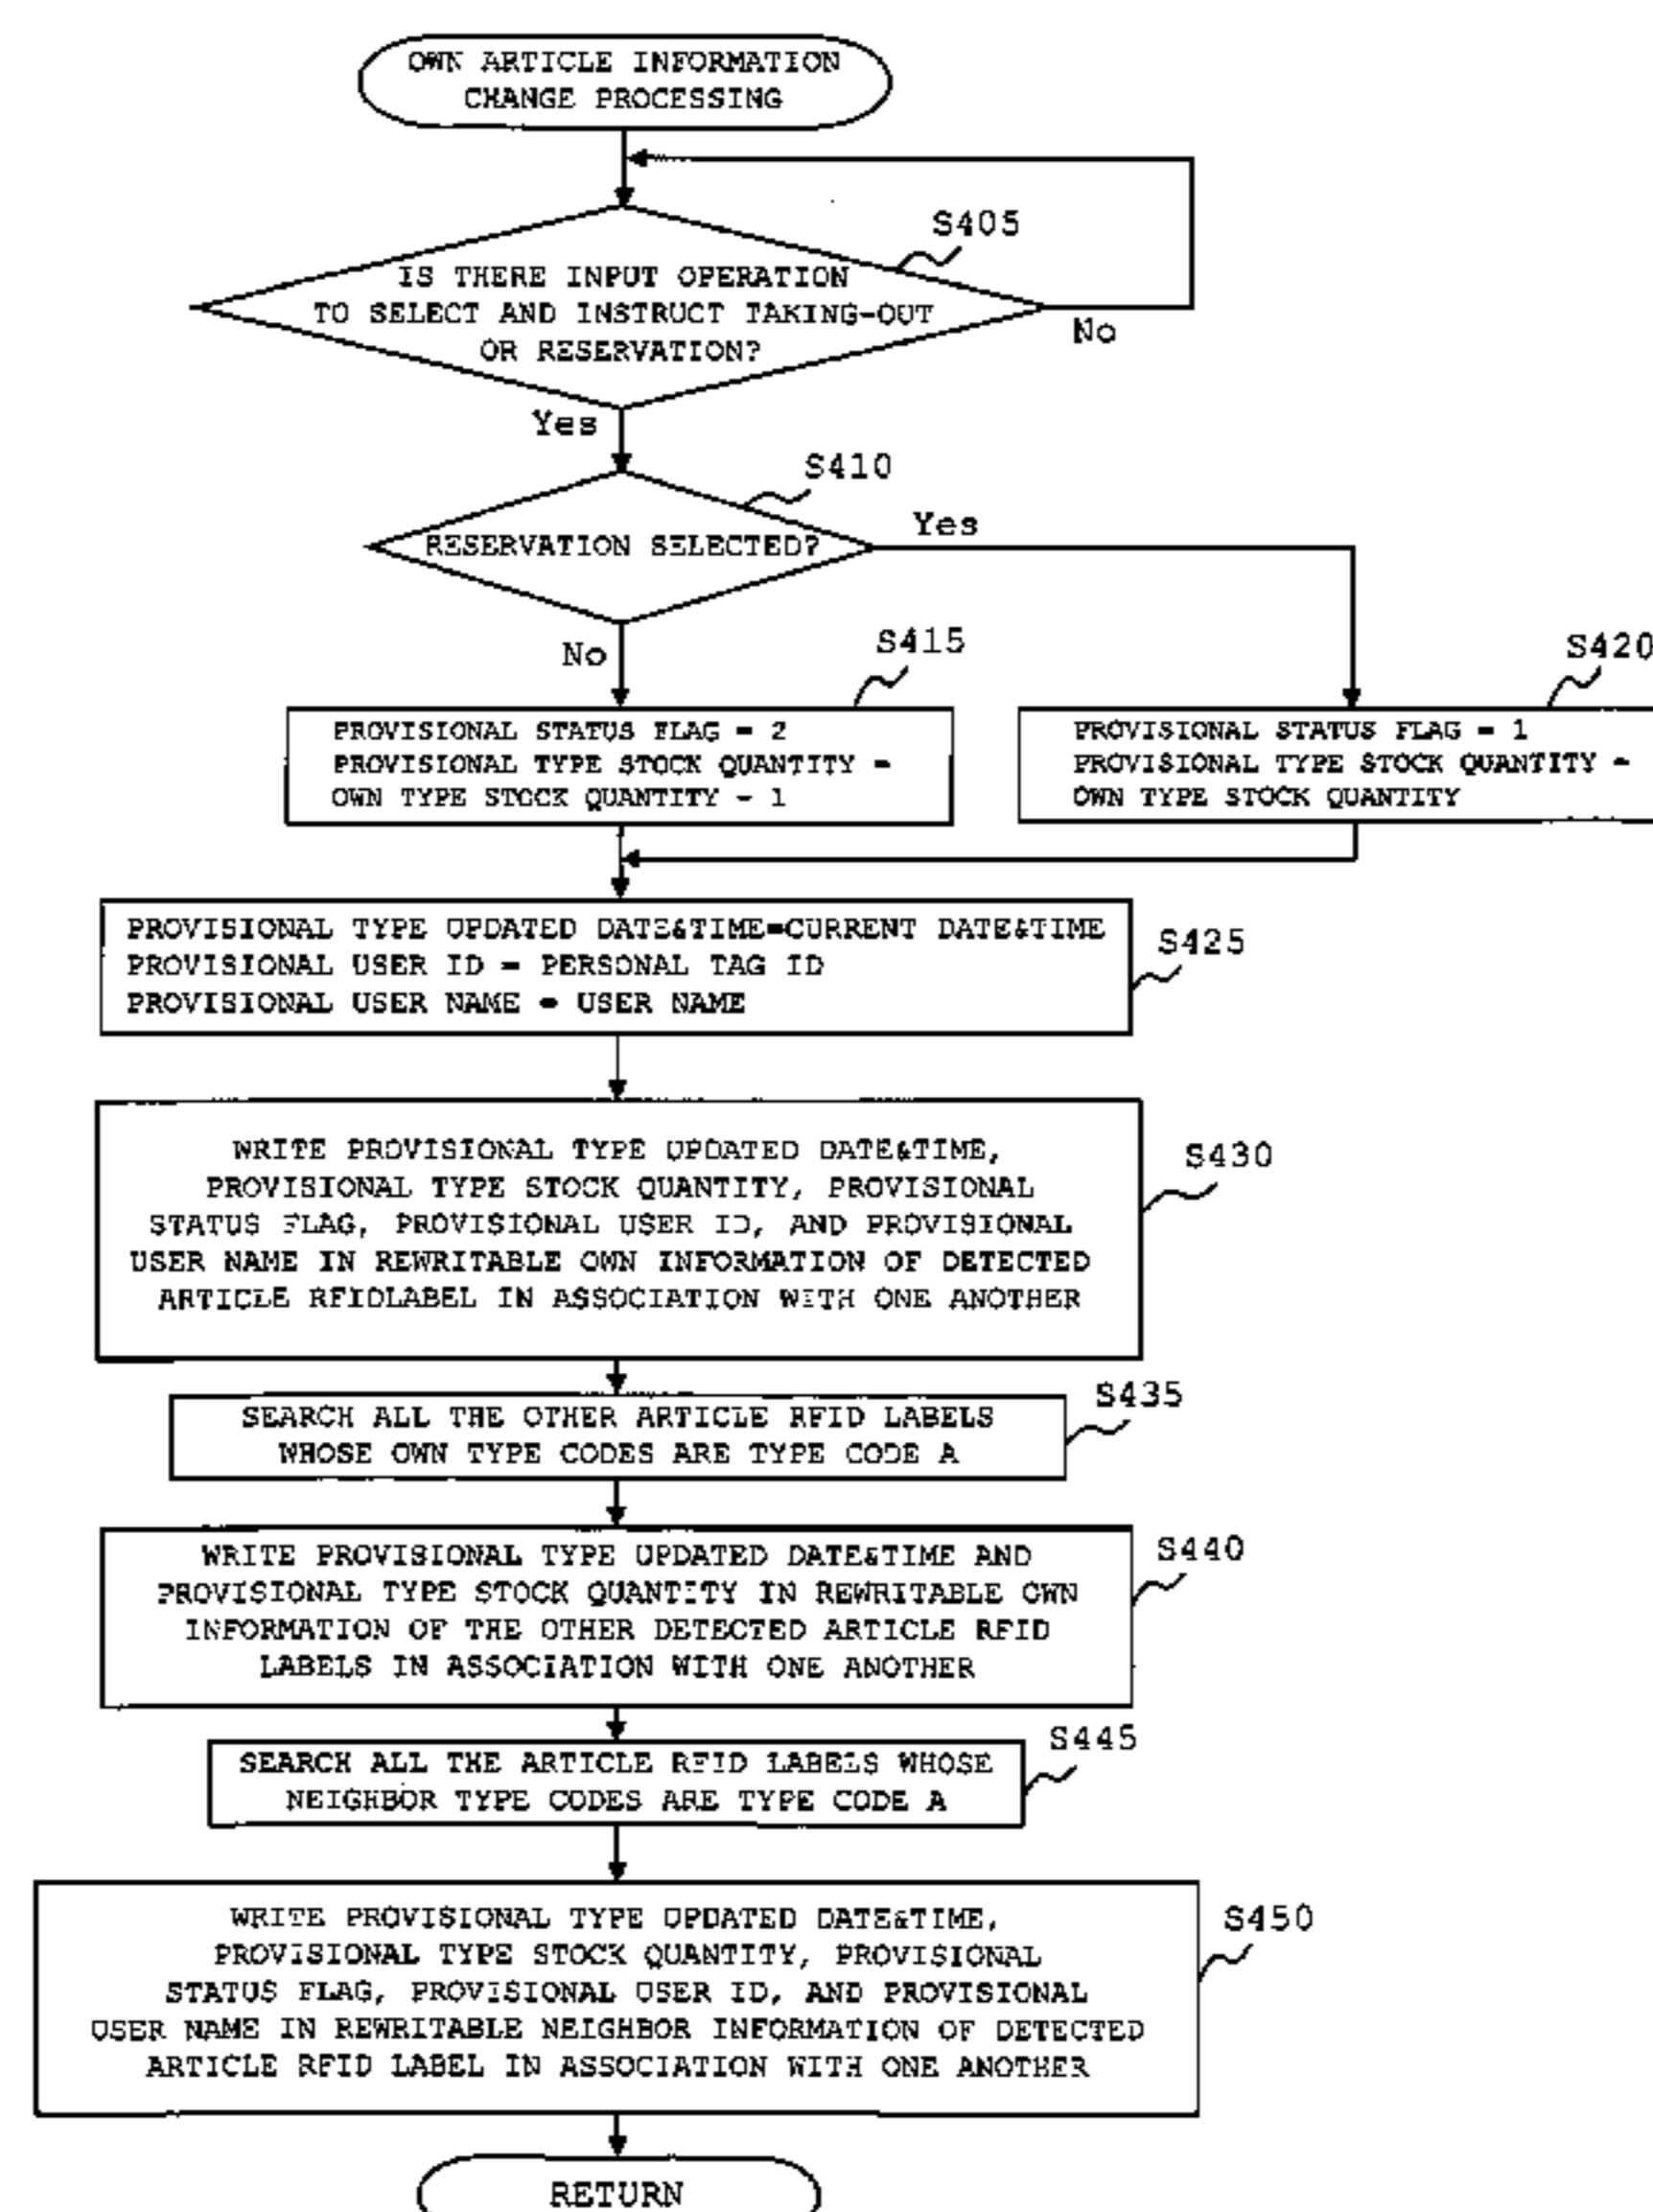 OWN ARTICLE INFORMATION
CHANGE PROCESSING
S405
IS THERE INPUT OPERATION
TO SELECT AND INSTRUCT TAKING-OUT
OR RESERVATION?
No
Yes
S410
RESERVATION SELECTED?
Yes
No
S415
PROVISIONAL STATUS FLAG = 2
PROVISIONAL TYPE STOCK QUANTITY =
OWN TYPE STOCK QUANTITY - 1
S420
PROVISIONAL STATUS FLAG = 1
PROVISIONAL TYPE STOCK QUANTITY =
OWN TYPE STOCK QUANTITY
PROVISIONAL TYPE UPDATED DATE&TIME=CURRENT DATE&TIME
PROVISIONAL USER ID = PERSONAL TAG ID
PROVISIONAL USER NAME = USER NAME
S425
WRITE PROVISIONAL TYPE UPDATED DATE&TIME,
PROVISIONAL TYPE STOCK QUANTITY, PROVISIONAL
STATUS FLAG, PROVISIONAL USER ID, AND PROVISIONAL
USER NAME IN REWRITABLE OWN INFORMATION OF DETECTED
ARTICLE RFIDLABEL IN ASSOCIATION WITH ONE ANOTHER
S430
SEARCH ALL THE OTHER ARTICLE RFID LABELS
WHOSE OWN TYPE CODES ARE TYPE CODE A
S435
WRITE PROVISIONAL TYPE UPDATED DATE&TIME AND
PROVISIONAL TYPE STOCK QUANTITY IN REWRITABLE OWN
INFORMATION OF THE OTHER DETECTED ARTICLE RFID
LABELS IN ASSOCIATION WITH ONE ANOTHER
S440
SEARCH ALL THE ARTICLE RFID LABELS WHOSE
NEIGHBOR TYPE CODES ARE TYPE CODE A
S445
WRITE PROVISIONAL TYPE UPDATED DATE&TIME,
PROVISIONAL TYPE STOCK QUANTITY, PROVISIONAL
STATUS FLAG, PROVISIONAL USER ID, AND PROVISIONAL
USER NAME IN REWRITABLE NEIGHBOR INFORMATION OF DETECTED
ARTICLE RFID LABEL IN ASSOCIATION WITH ONE ANOTHER
S450
RETURN